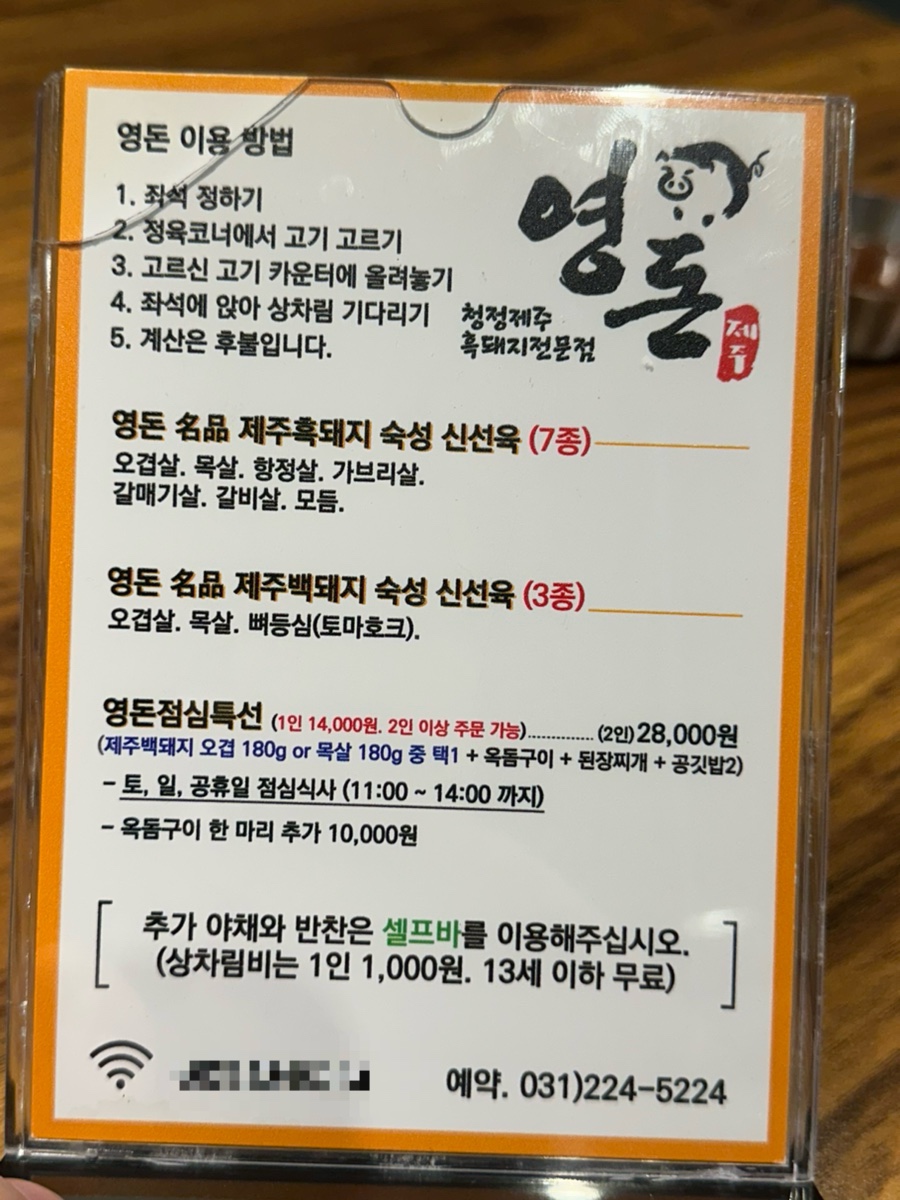 영돈 이용 방법
1. 좌석 정하기
2. 정육코너에서 고기 고르기
3. 고르신 고기 카운터에 올려놓기
4. 좌석에 앉아 상차림 기다리기
5. 계산은 후불입니다.
영돈
청정제주
흑돼지전문점
제주
영돈 名品 제주흑돼지 숙성 신선육 (7종)
오겹살. 목살. 항정살. 가브리살.
갈매기살. 갈비살. 모듬.
영돈 名品 제주백돼지 숙성 신선육 (3종)
오겹살. 목살. 뼈등심(토마호크).
영돈점심특선 (1인 14,000원. 2인 이상 주문 가능)............. (2인) 28,000원
(제주백돼지 오겹 180g or 목살 180g 중 택1 + 옥돔구이 + 된장찌개 + 공깃밥2)
- 토, 일, 공휴일 점심식사 (11:00 ~ 14:00 까지)
- 옥돔구이 한 마리 추가 10,000원
추가 야채와 반찬은 셀프바를 이용해주십시오.
(상차림비는 1인 1,000원. 13세 이하 무료)
예약. 031)224-5224